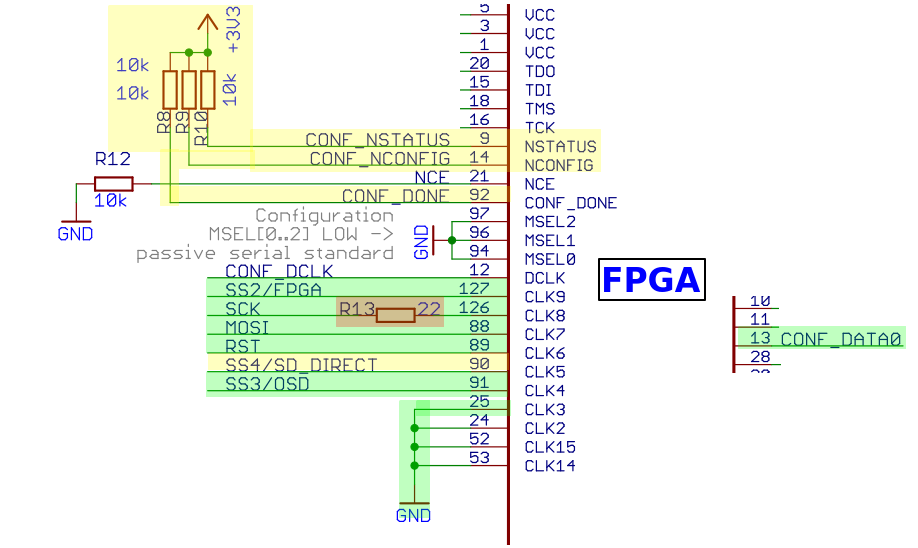 5 VCC
3 VCC
1 VCC
20 TDO
15 TDI
18 TMS
16 TCK
+3V3
10k
10k
10k
R8
R9
R10
CONF_NSTATUS 9 NSTATUS
CONF_NCONFIG 14 NCONFIG
R12
10k
GND
NCE 21 NCE
CONF_DONE 92 CONF_DONE
Configuration
MSEL[0..2] LOW ->
passive serial standard
GND
97 MSEL2
96 MSEL1
94 MSEL0
CONF_DCLK 12 DCLK
SS2/FPGA 127 CLK9
SCK R13 22 126 CLK8
MOSI 88 CLK7
RST 89 CLK6
SS4/SD_DIRECT 90 CLK5
SS3/OSD 91 CLK4
25 CLK3
24 CLK2
52 CLK15
53 CLK14
GND
FPGA
10
11
13 CONF_DATA0
28